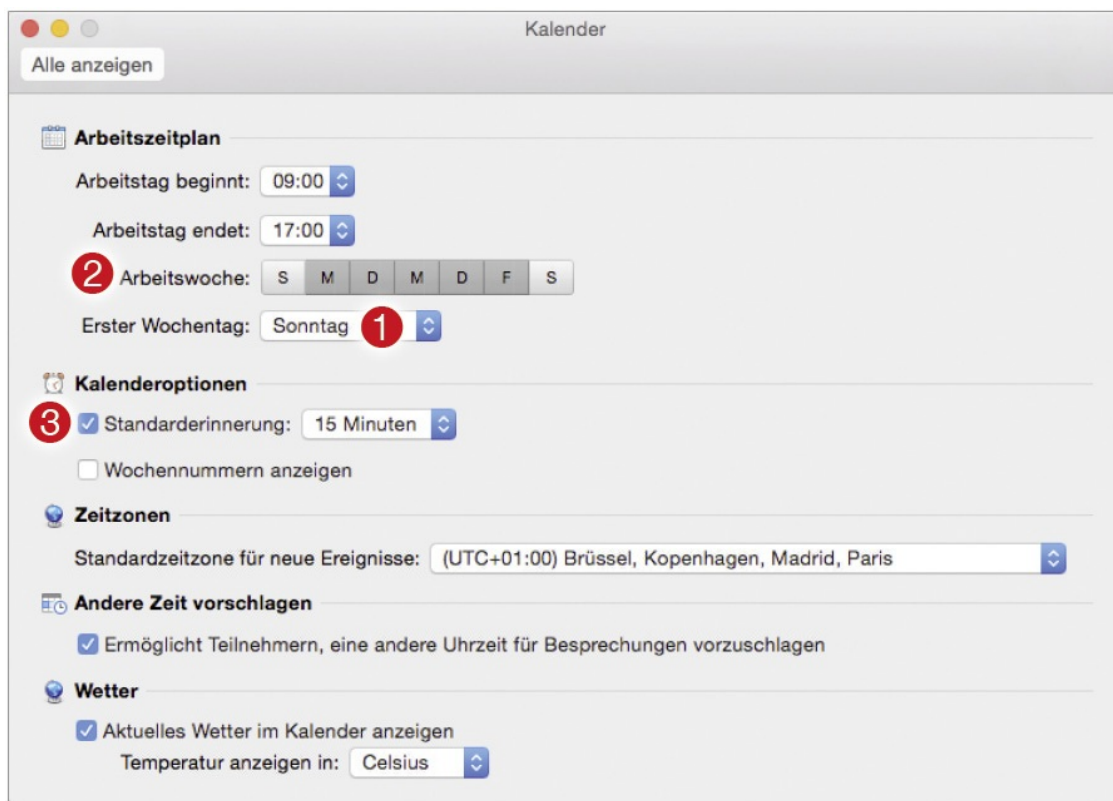 Kalender
Alle anzeigen
Arbeitszeitplan
Arbeitstag beginnt: 09:00
Arbeitstag endet: 17:00
2 Arbeitswoche: S M D M D F S
Erster Wochentag: Sonntag 1
Kalenderoptionen
3 Standarderinnerung: 15 Minuten
Wochennummern anzeigen
Zeitzonen
Standardzeitzone für neue Ereignisse: (UTC+01:00) Brüssel, Kopenhagen, Madrid, Paris
Andere Zeit vorschlagen
Ermöglicht Teilnehmern, eine andere Uhrzeit für Besprechungen vorzuschlagen
Wetter
Aktuelles Wetter im Kalender anzeigen
Temperatur anzeigen in: Celsius